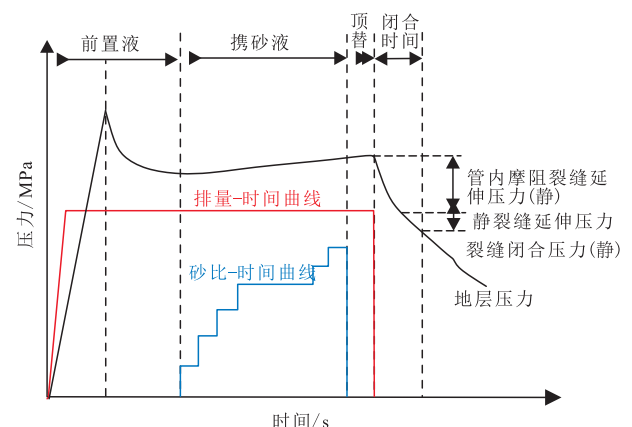 前置液
携砂液
顶
替
闭合
时间
压力/MPa
管内摩阻裂缝延
伸压力(静)
排量-时间曲线
静裂缝延伸压力
裂缝闭合压力(静)
砂比-时间曲线
地层压力
时间/s